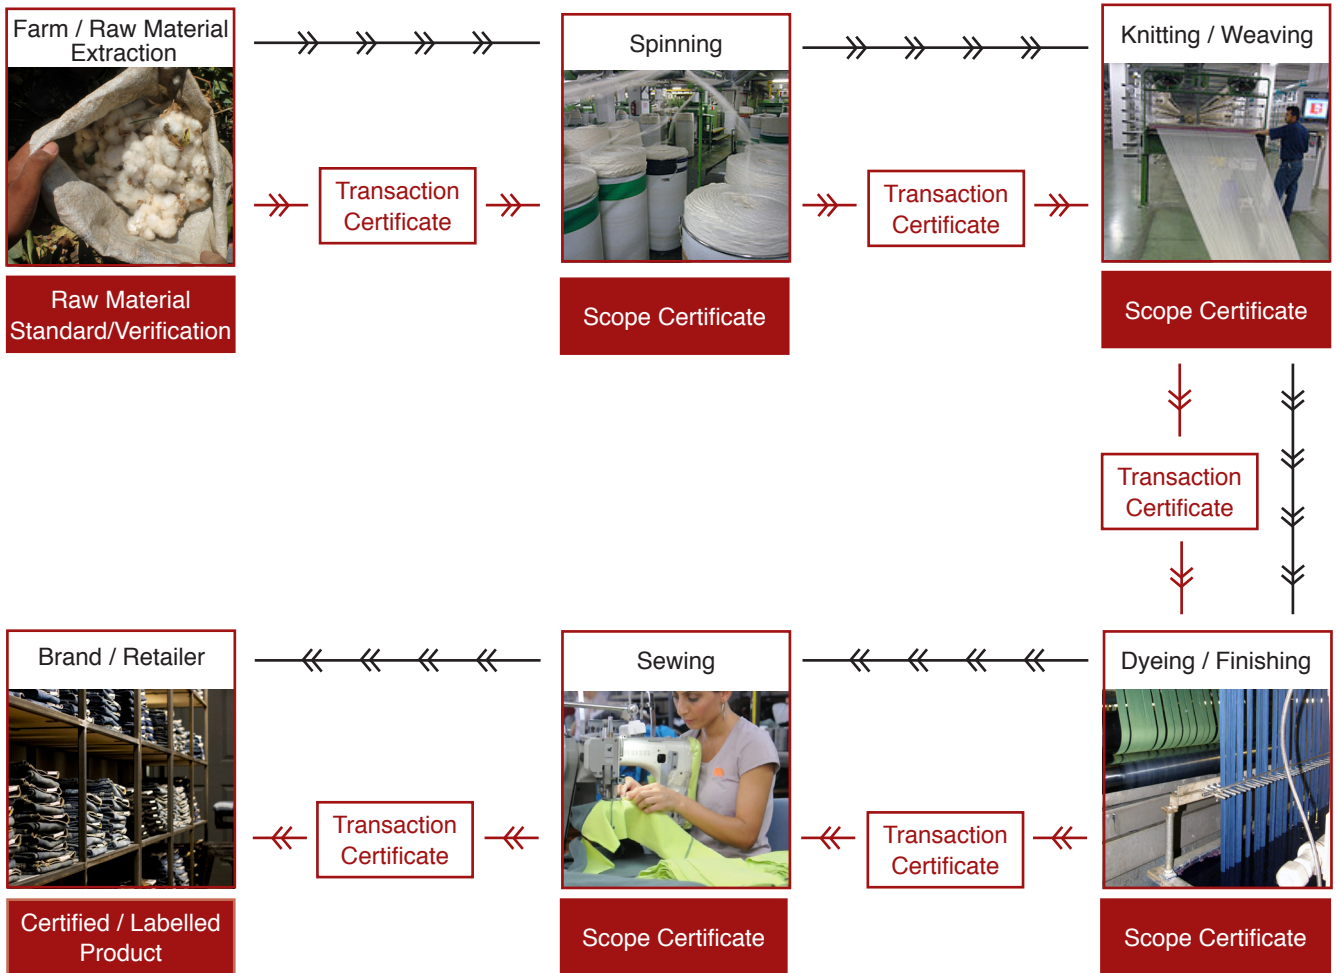 Farm / Raw Material
Extraction
Spinning
Knitting / Weaving
Transaction
Certificate
Transaction
Certificate
Raw Material
Standard/Verification
Scope Certificate
Scope Certificate
Transaction
Certificate
Brand / Retailer
Sewing
Dyeing / Finishing
Transaction
Certificate
Transaction
Certificate
Certified / Labelled
Product
Scope Certificate
Scope Certificate